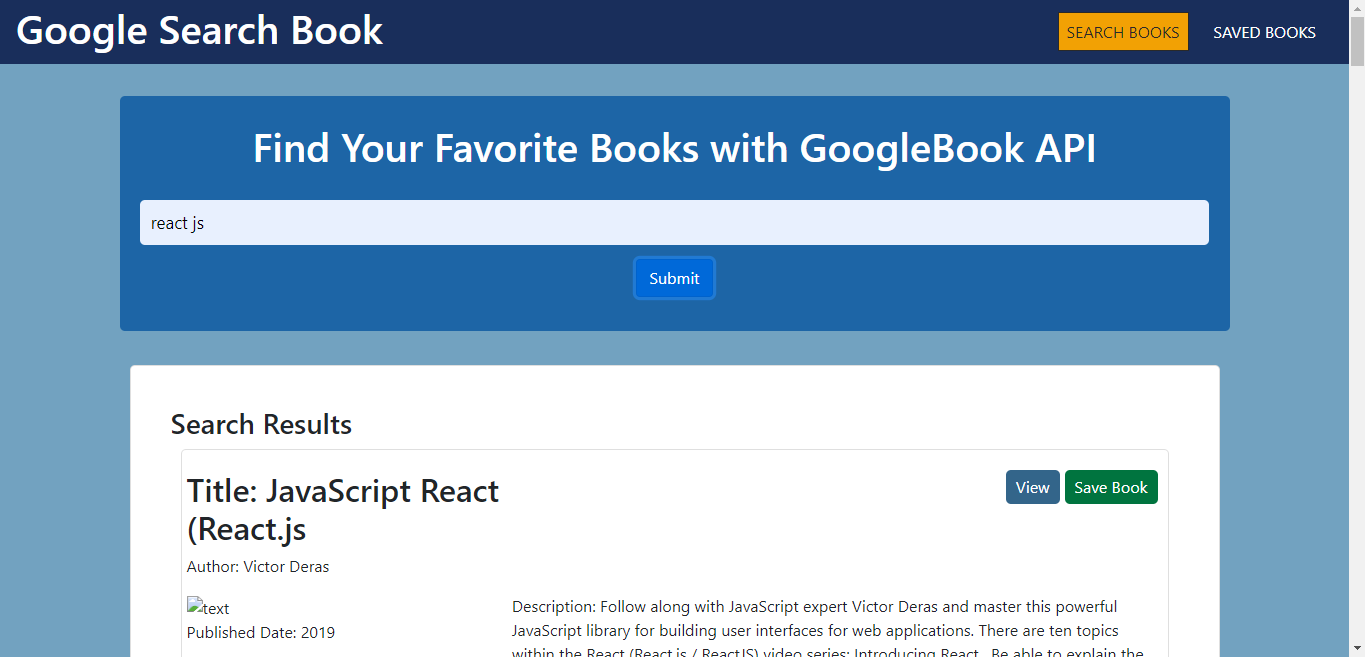 Google Search Book
SEARCH BOOKS
SAVED BOOKS
Find Your Favorite Books with GoogleBook API
react js
Submit
Search Results
Title: JavaScript React
(React.js
View
Save Book
Author: Victor Deras
text
Published Date: 2019
Description: Follow along with JavaScript expert Victor Deras and master this powerful
JavaScript library for building user interfaces for web applications. There are ten topics
within the React (React.js / ReactJS) video series: Introducing React . Be able to explain the